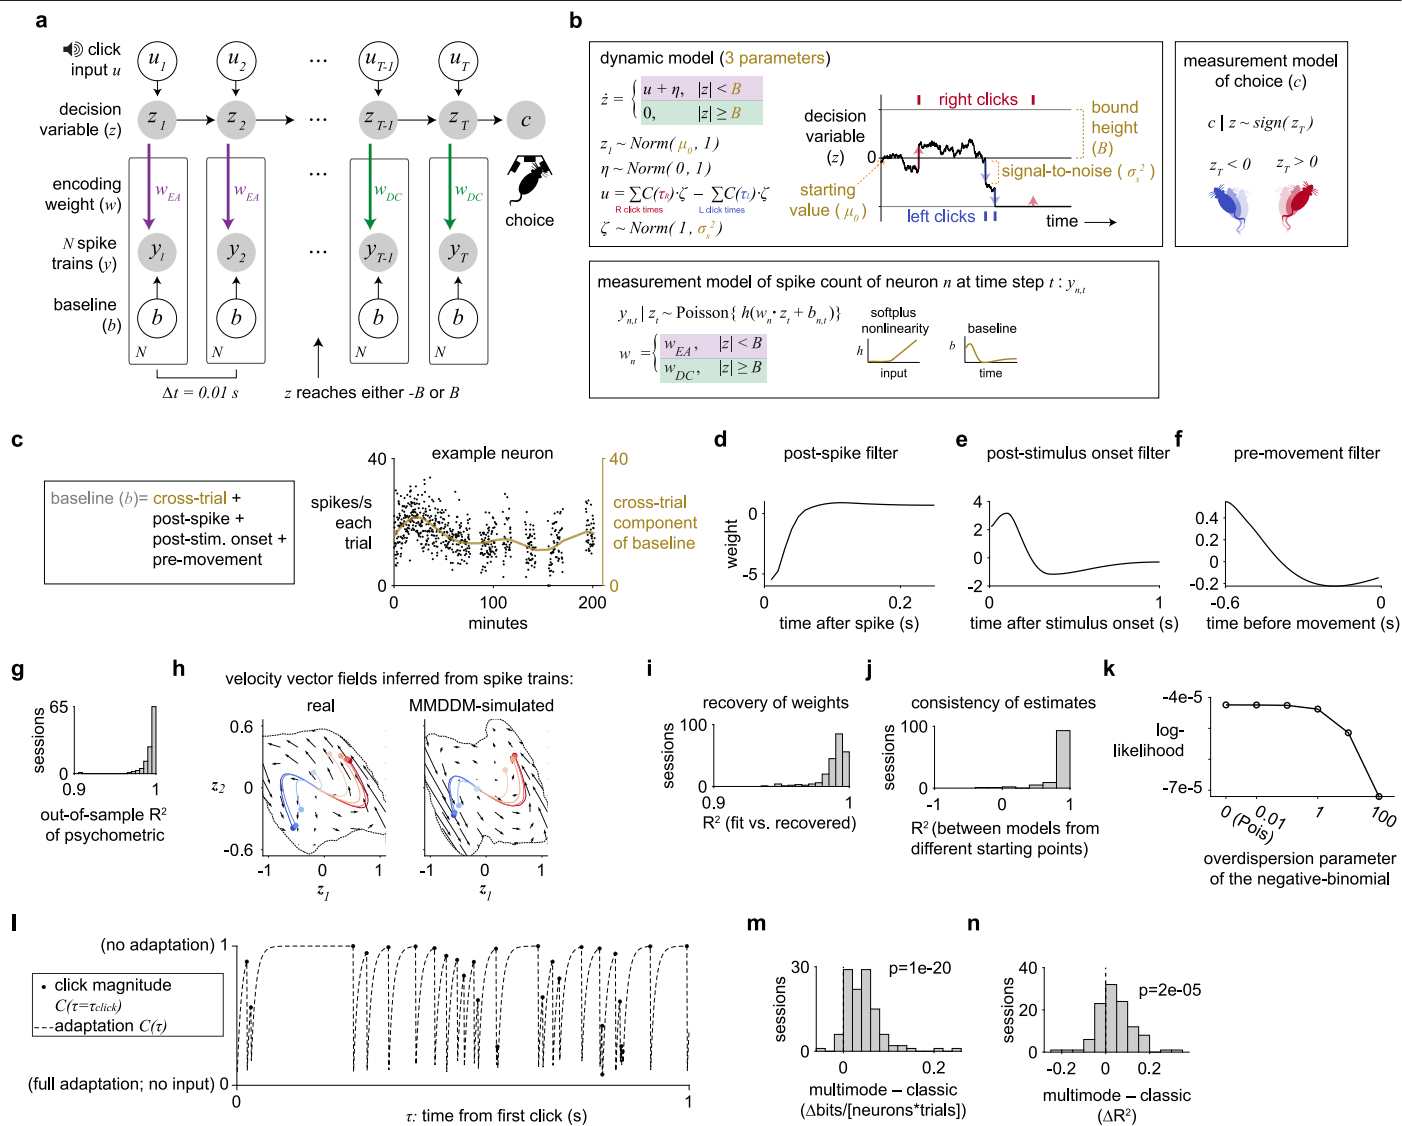 a
click
input u
u1 u2 ... uT-1 uT
decision
variable (z)
z1 z2 ... zT-1 zT c
encoding
weight (w)
wEA wEA ... wDC wDC
choice
N spike
trains (y)
y1 y2 ... yT-1 yT
baseline
(b)
b b b b
N N N N
Δt = 0.01 s
z reaches either -B or B
b
dynamic model (3 parameters)
ż = { u + η, |z| < B
0, |z| ≥ B
z1 ~ Norm(μ0, 1)
η ~ Norm(0, 1)
u = ∑C(τR)·ζ − ∑C(τL)·ζ
R click times L click times
ζ ~ Norm(1, σs²)
right clicks
decision
variable
(z)
0
starting
value (μ0)
bound
height
(B)
signal-to-noise (σs²)
left clicks
time
measurement model
of choice (c)
c | z ~ sign(zT)
zT < 0 zT > 0
measurement model of spike count of neuron n at time step t : yn,t
yn,t | zt ~ Poisson{ h(wn · zt + bn,t)}
wn = { wEA, |z| < B
wDC, |z| ≥ B
softplus
nonlinearity
h
input
baseline
b
time
c
baseline (b)= cross-trial +
post-spike +
post-stim. onset +
pre-movement
example neuron
40
spikes/s
each
trial
0
0 100 200
minutes
40
cross-trial
component
of baseline
0
d
post-spike filter
weight
0
-5
0 0.2
time after spike (s)
e
post-stimulus onset filter
4
2
0
-2
0 1
time after stimulus onset (s)
f
pre-movement filter
0.4
0.2
0
-0.2
-0.6 0
time before movement (s)
g
65
sessions
0
0.9 1
out-of-sample R²
of psychometric
h
velocity vector fields inferred from spike trains:
real MMDDM-simulated
0.6
z2 0
-0.6
-1 0 1
z1
-1 0 1
z1
i
recovery of weights
100
sessions
0
0.9 1
R² (fit vs. recovered)
j
consistency of estimates
100
sessions
0
-1 0 1
R² (between models from
different starting points)
k
-4e-5
log-
likelihood
-7e-5
0 (Pois) 0.01 1 100
overdispersion parameter
of the negative-binomial
l
(no adaptation) 1
click magnitude
C(τ=τclick)
adaptation C(τ)
(full adaptation; no input) 0
0 1
τ: time from first click (s)
m
30
p=1e-20
sessions
0
0 0.2
multimode – classic
(Δbits/[neurons*trials])
n
40
p=2e-05
sessions
0
-0.2 0 0.2
multimode – classic
(ΔR²)